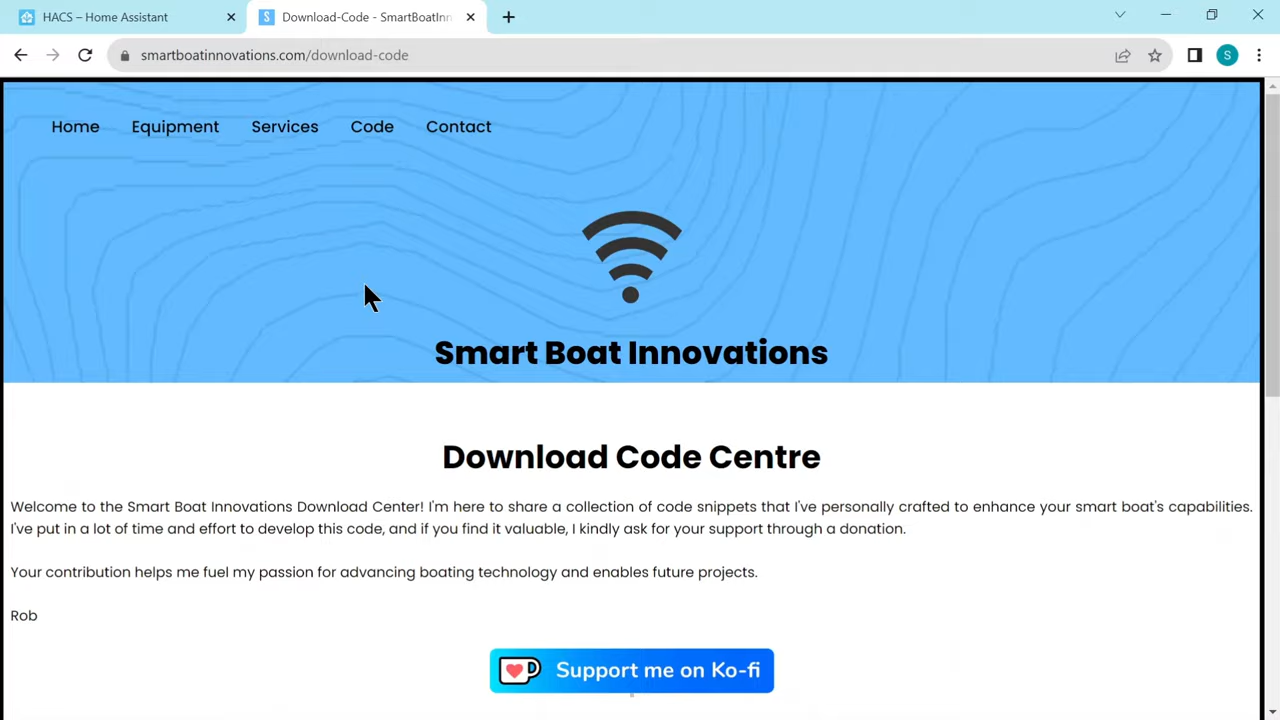 HACS – Home Assistant
Download-Code - SmartBoatInn
smartboatinnovations.com/download-code
S
Home Equipment Services Code Contact
Smart Boat Innovations
Download Code Centre
Welcome to the Smart Boat Innovations Download Center! I'm here to share a collection of code snippets that I've personally crafted to enhance your smart boat's capabilities.
I've put in a lot of time and effort to develop this code, and if you find it valuable, I kindly ask for your support through a donation.
Your contribution helps me fuel my passion for advancing boating technology and enables future projects.
Rob
Support me on Ko-fi